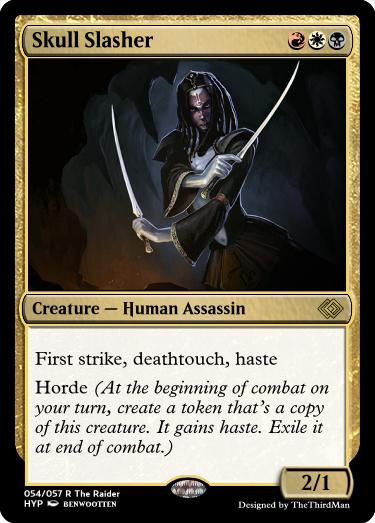 Skull Slasher
Creature — Human Assassin
First strike, deathtouch, haste
Horde (At the beginning of combat on
your turn, create a token that's a copy
of this creature. It gains haste. Exile it
at end of combat.)
2/1
054/057 R The Raider
HYP BENWOOTTEN
Designed by TheThirdMan